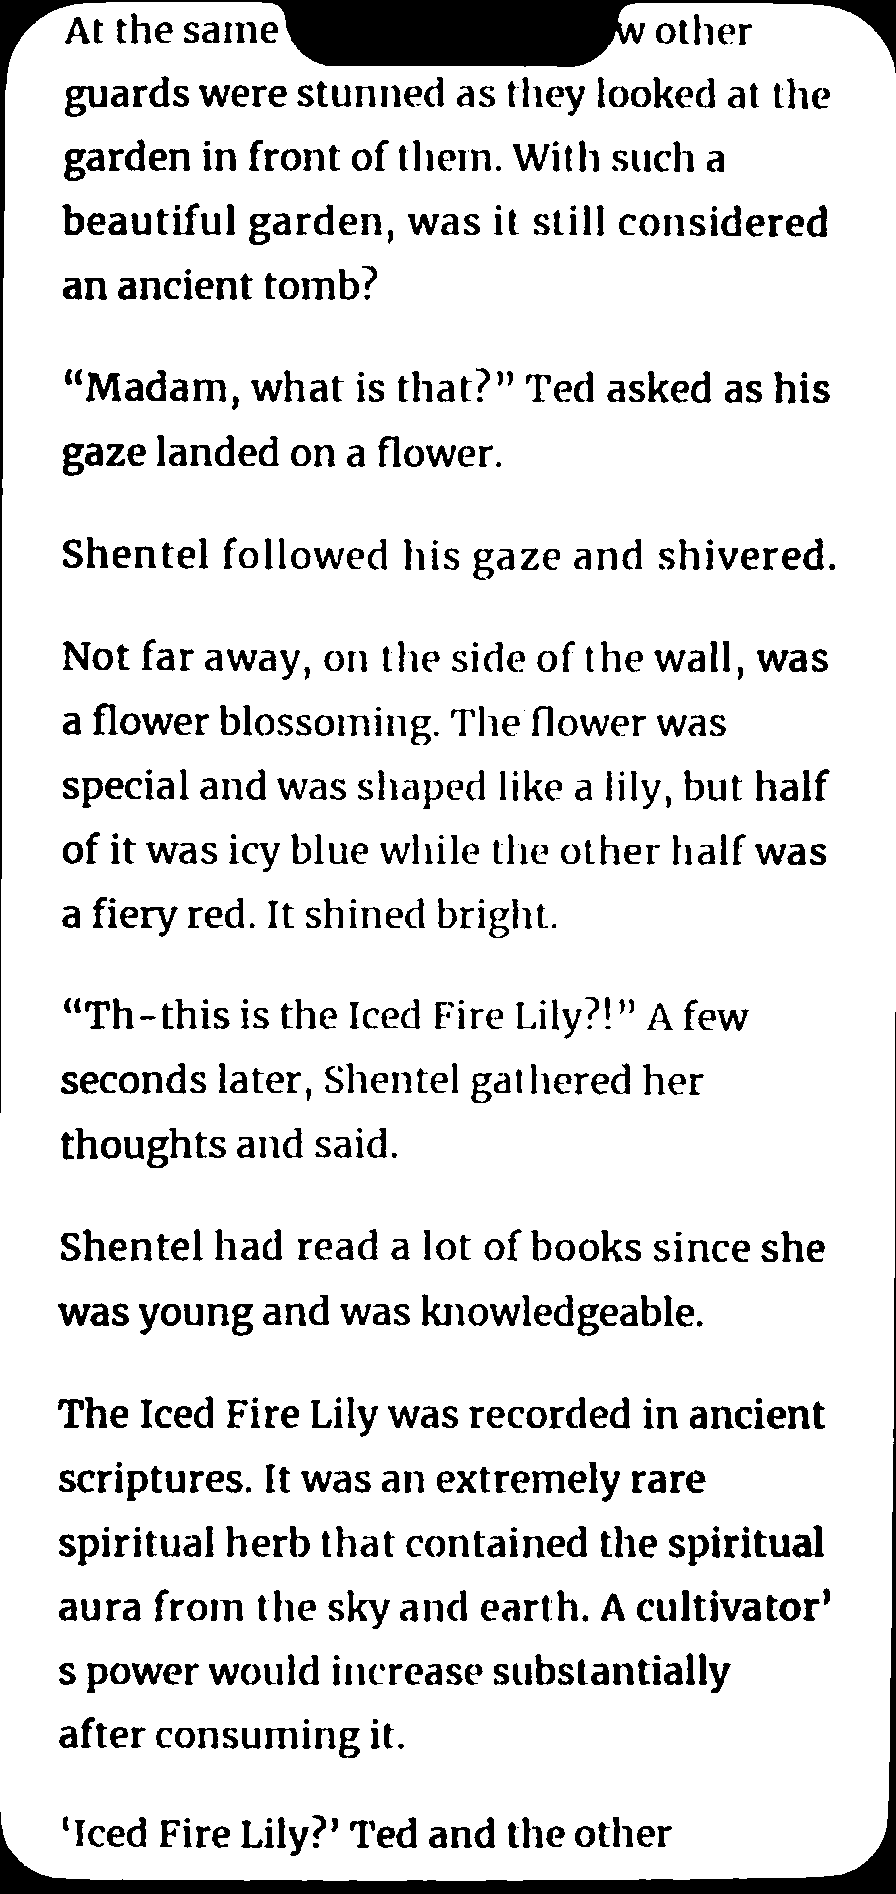 At the same other
guards were stunned as they looked at the
garden in front of them. With such a
beautiful garden, was it still considered
an ancient tomb?
“Madam, what is that?” Ted asked as his
gaze landed on a flower.
Shentel followed his gaze and shivered.
Not far away, on the side of the wall, was
a flower blossoming. The flower was
special and was shaped like a lily, but half
of it was icy blue while the other half was
a fiery red. It shined bright.
“Th-this is the Iced Fire Lily?!” A few
seconds later, Shentel gathered her
thoughts and said.
Shentel had read a lot of books since she
was young and was knowledgeable.
The Iced Fire Lily was recorded in ancient
scriptures. It was an extremely rare
spiritual herb that contained the spiritual
aura from the sky and earth. A cultivator’
s power would increase substantially
after consuming it.
‘Iced Fire Lily?’ Ted and the other